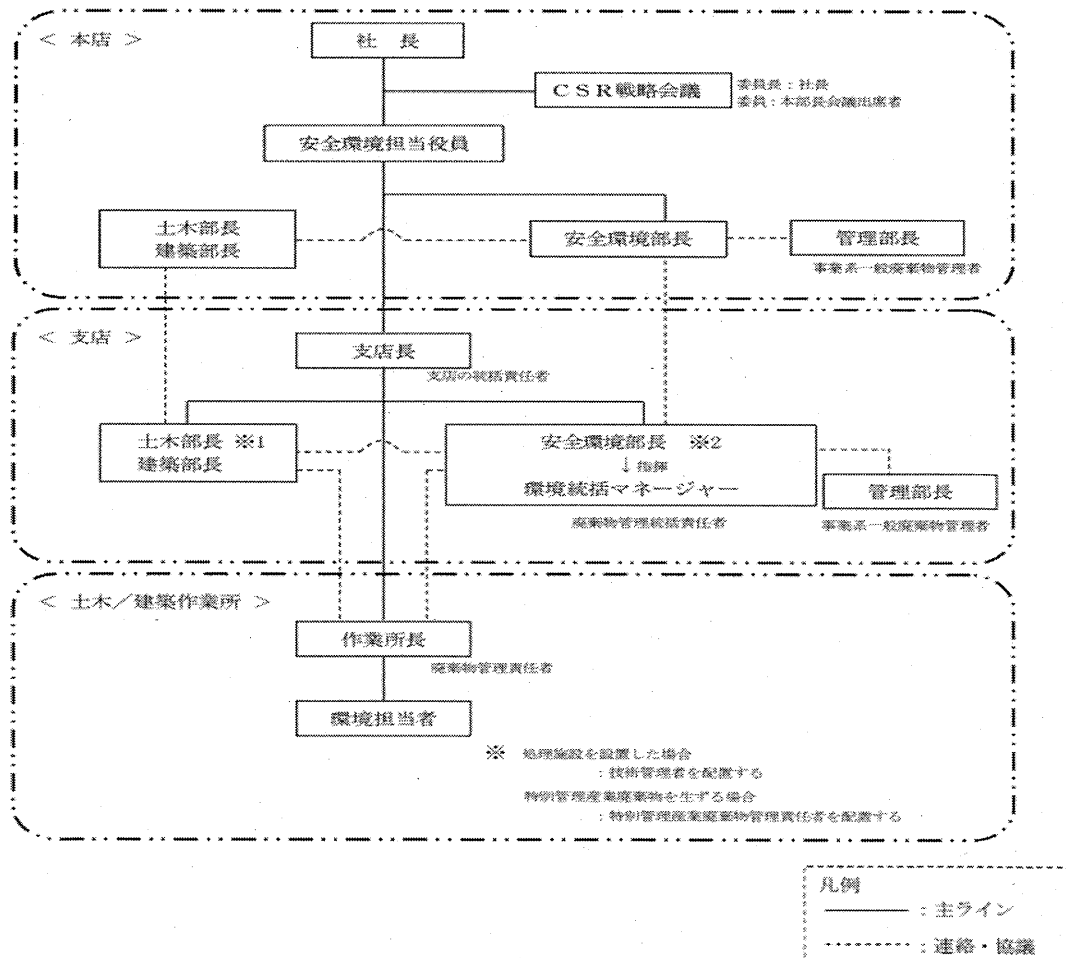 < 本店 >
社 長
CSR戦略会議
委員長：社長
委員：本部長会議出席者
安全環境担当役員
土木部長
建築部長
安全環境部長
管理部長
事業系一般廃棄物管理者
< 支店 >
支店長
支店の統括責任者
土木部長 ※1
建築部長
安全環境部長 ※2
↓指揮
環境統括マネージャー
廃棄物管理統括責任者
管理部長
事業系一般廃棄物管理者
< 土木／建築作業所 >
作業所長
廃棄物管理責任者
環境担当者
※ 処理施設を設置した場合
：技術管理者を配置する
特別管理産業廃棄物を生ずる場合
：特別管理産業廃棄物管理責任者を配置する
凡例
：主ライン
：連絡・協議